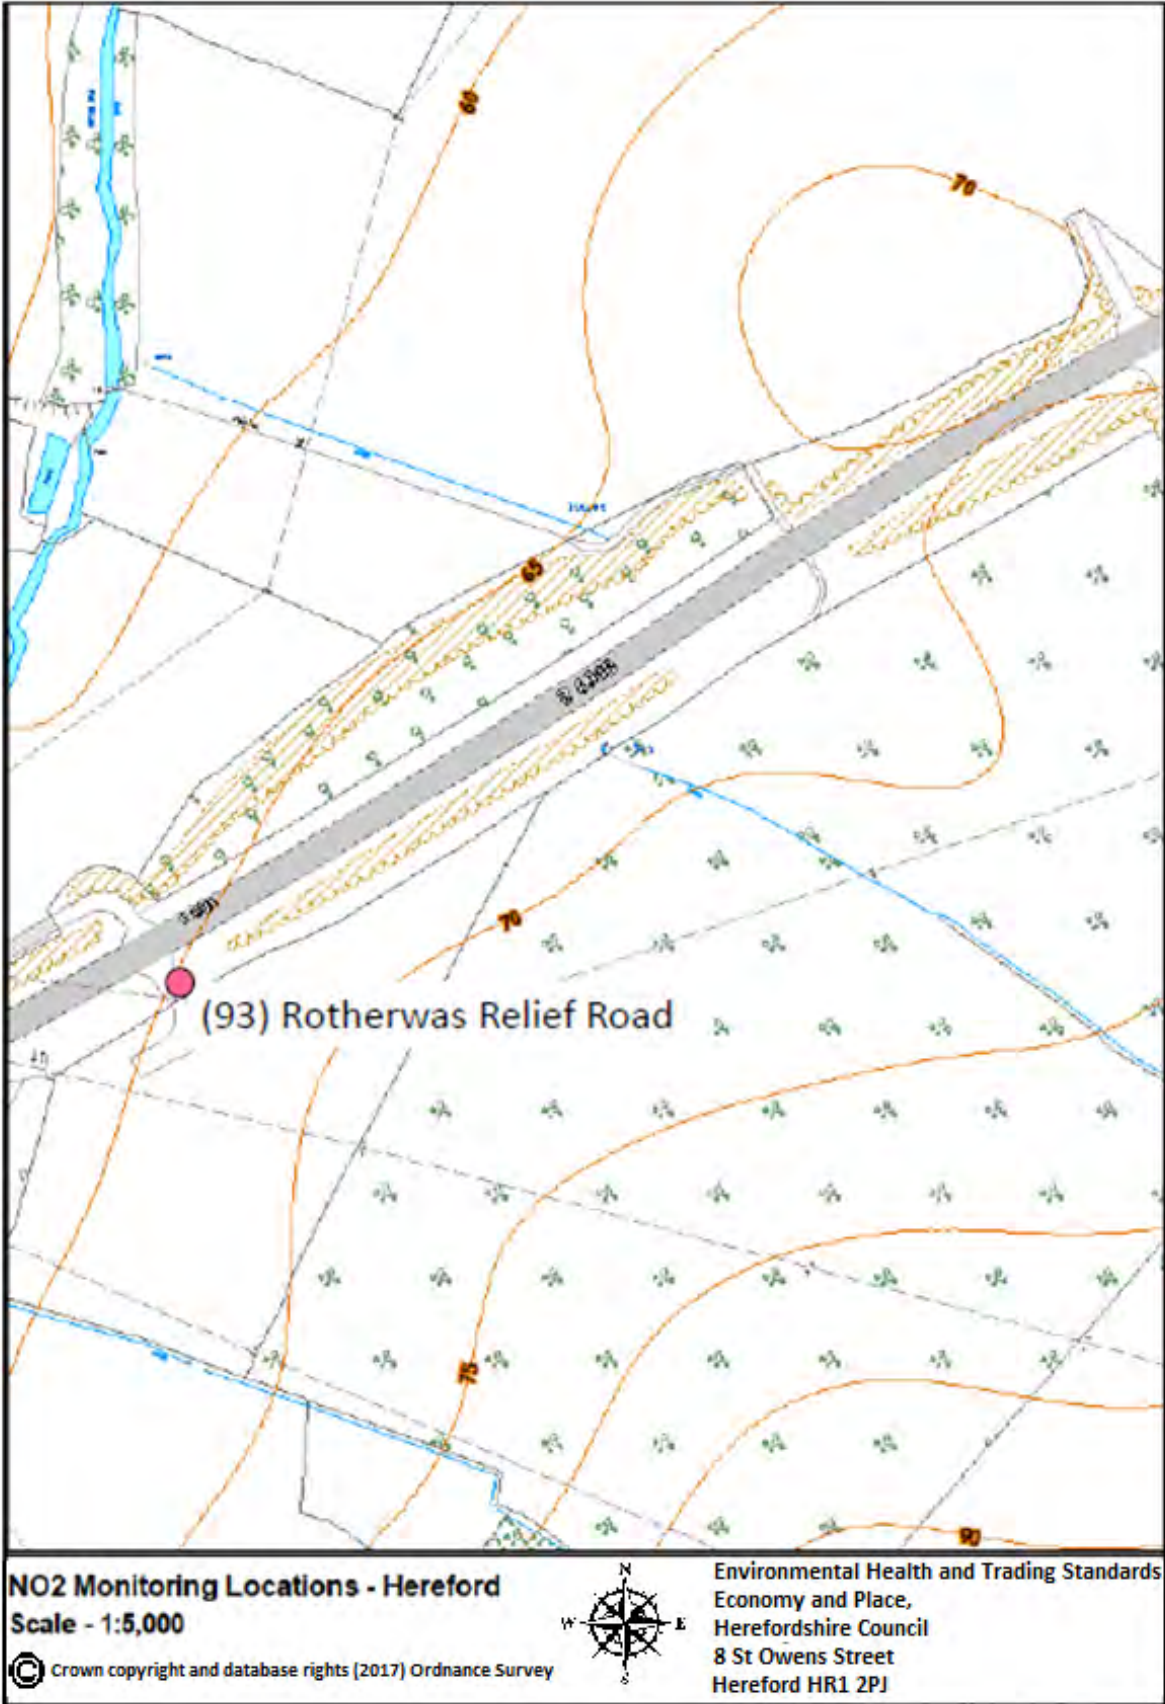 60
70
65
70
(93) Rotherwas Relief Road
75
90
NO2 Monitoring Locations - Hereford
Scale - 1:5,000
© Crown copyright and database rights (2017) Ordnance Survey
N
W
E
S
Environmental Health and Trading Standards
Economy and Place,
Herefordshire Council
8 St Owens Street
Hereford HR1 2PJ